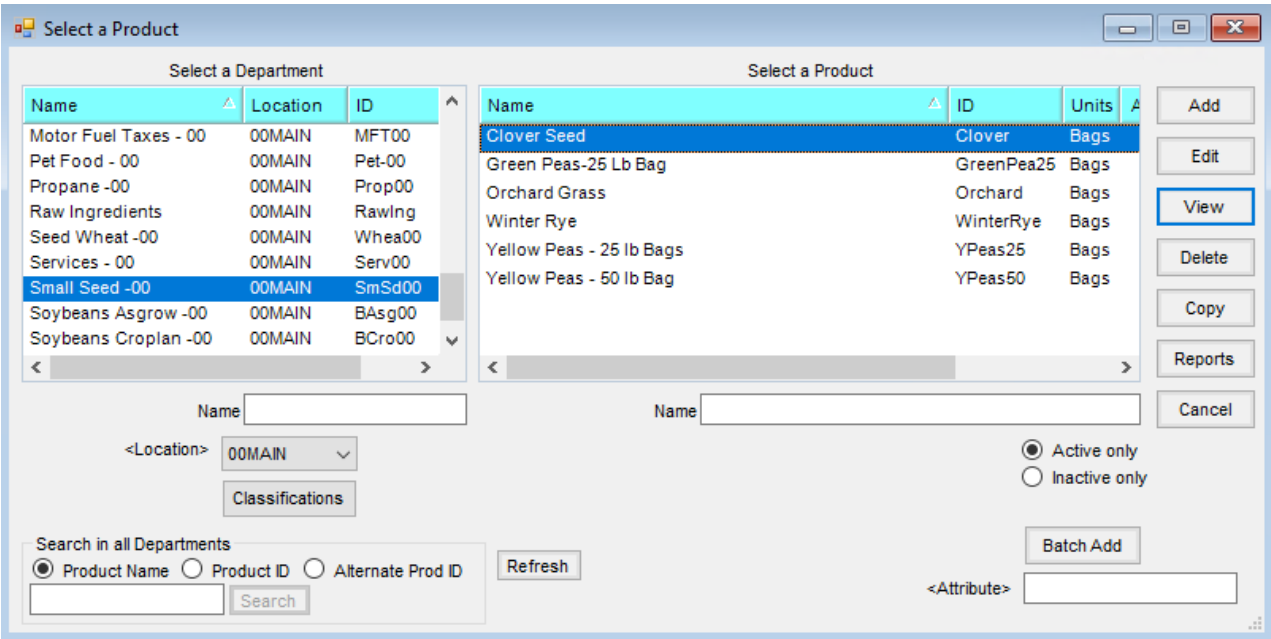 Select a Product
Select a Department
Name Location ID
Motor Fuel Taxes - 00 00MAIN MFT00
Pet Food - 00 00MAIN Pet-00
Propane -00 00MAIN Prop00
Raw Ingredients 00MAIN RawIng
Seed Wheat -00 00MAIN Whea00
Services - 00 00MAIN Serv00
Small Seed -00 00MAIN SmSd00
Soybeans Asgrow -00 00MAIN BAsg00
Soybeans Croplan -00 00MAIN BCro00
Name
<Location> 00MAIN
Classifications
Search in all Departments
Product Name Product ID Alternate Prod ID
Search
Refresh
Select a Product
Name ID Units A
Clover Seed Clover Bags
Green Peas-25 Lb Bag GreenPea25 Bags
Orchard Grass Orchard Bags
Winter Rye WinterRye Bags
Yellow Peas - 25 lb Bags YPeas25 Bags
Yellow Peas - 50 lb Bag YPeas50 Bags
Name
Active only
Inactive only
Batch Add
<Attribute>
Add
Edit
View
Delete
Copy
Reports
Cancel